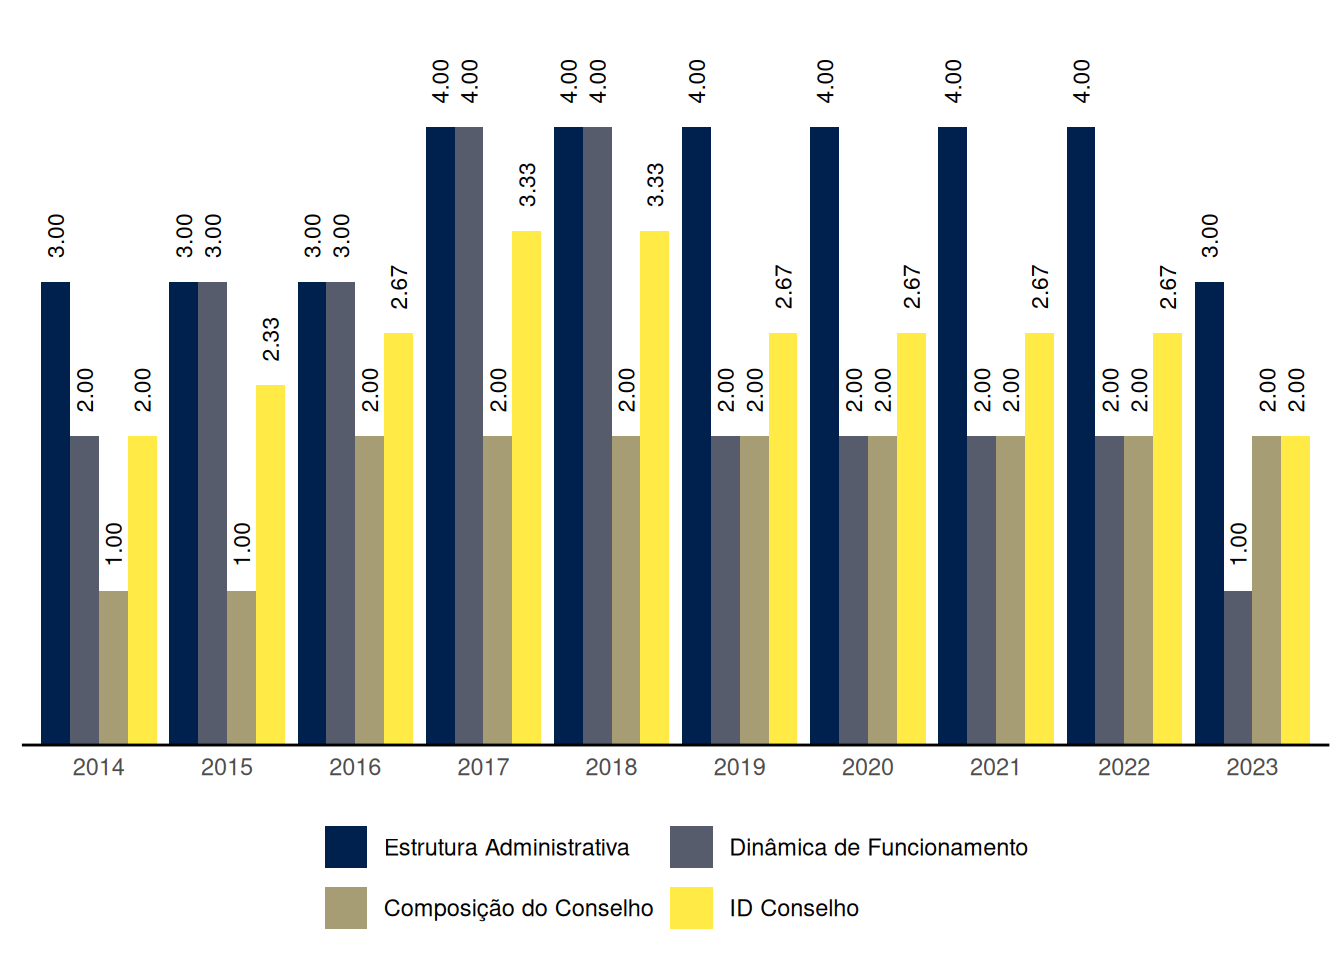 3.00 2.00 1.00 2.00
3.00 3.00 1.00 2.33
3.00 3.00 2.00 2.67
4.00 4.00 2.00 3.33
4.00 4.00 2.00 3.33
4.00 2.00 2.00 2.67
4.00 2.00 2.00 2.67
4.00 2.00 2.00 2.67
4.00 2.00 2.00 2.67
3.00 1.00 2.00 2.00
2014 2015 2016 2017 2018 2019 2020 2021 2022 2023
Estrutura Administrativa Dinâmica de Funcionamento
Composição do Conselho ID Conselho